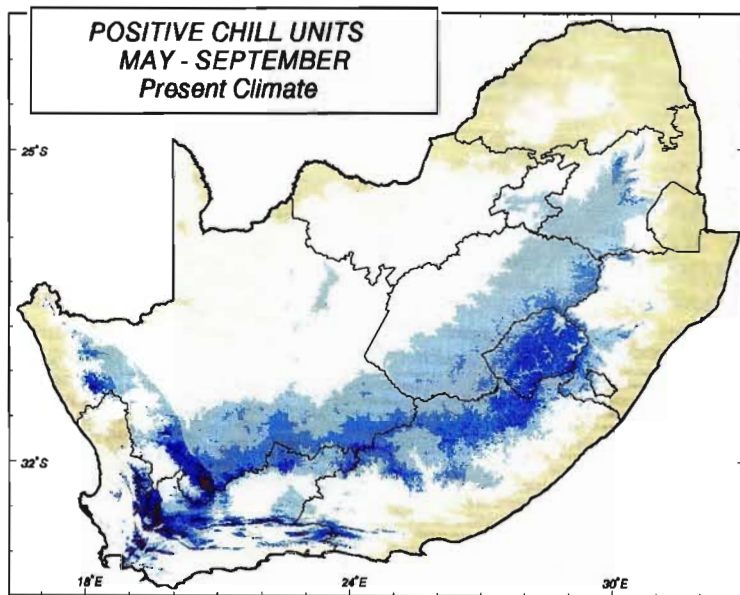 POSITIVE CHILL UNITS
MAY - SEPTEMBER
Present Climate
25°S
32°S
18°E
24°E
30°E